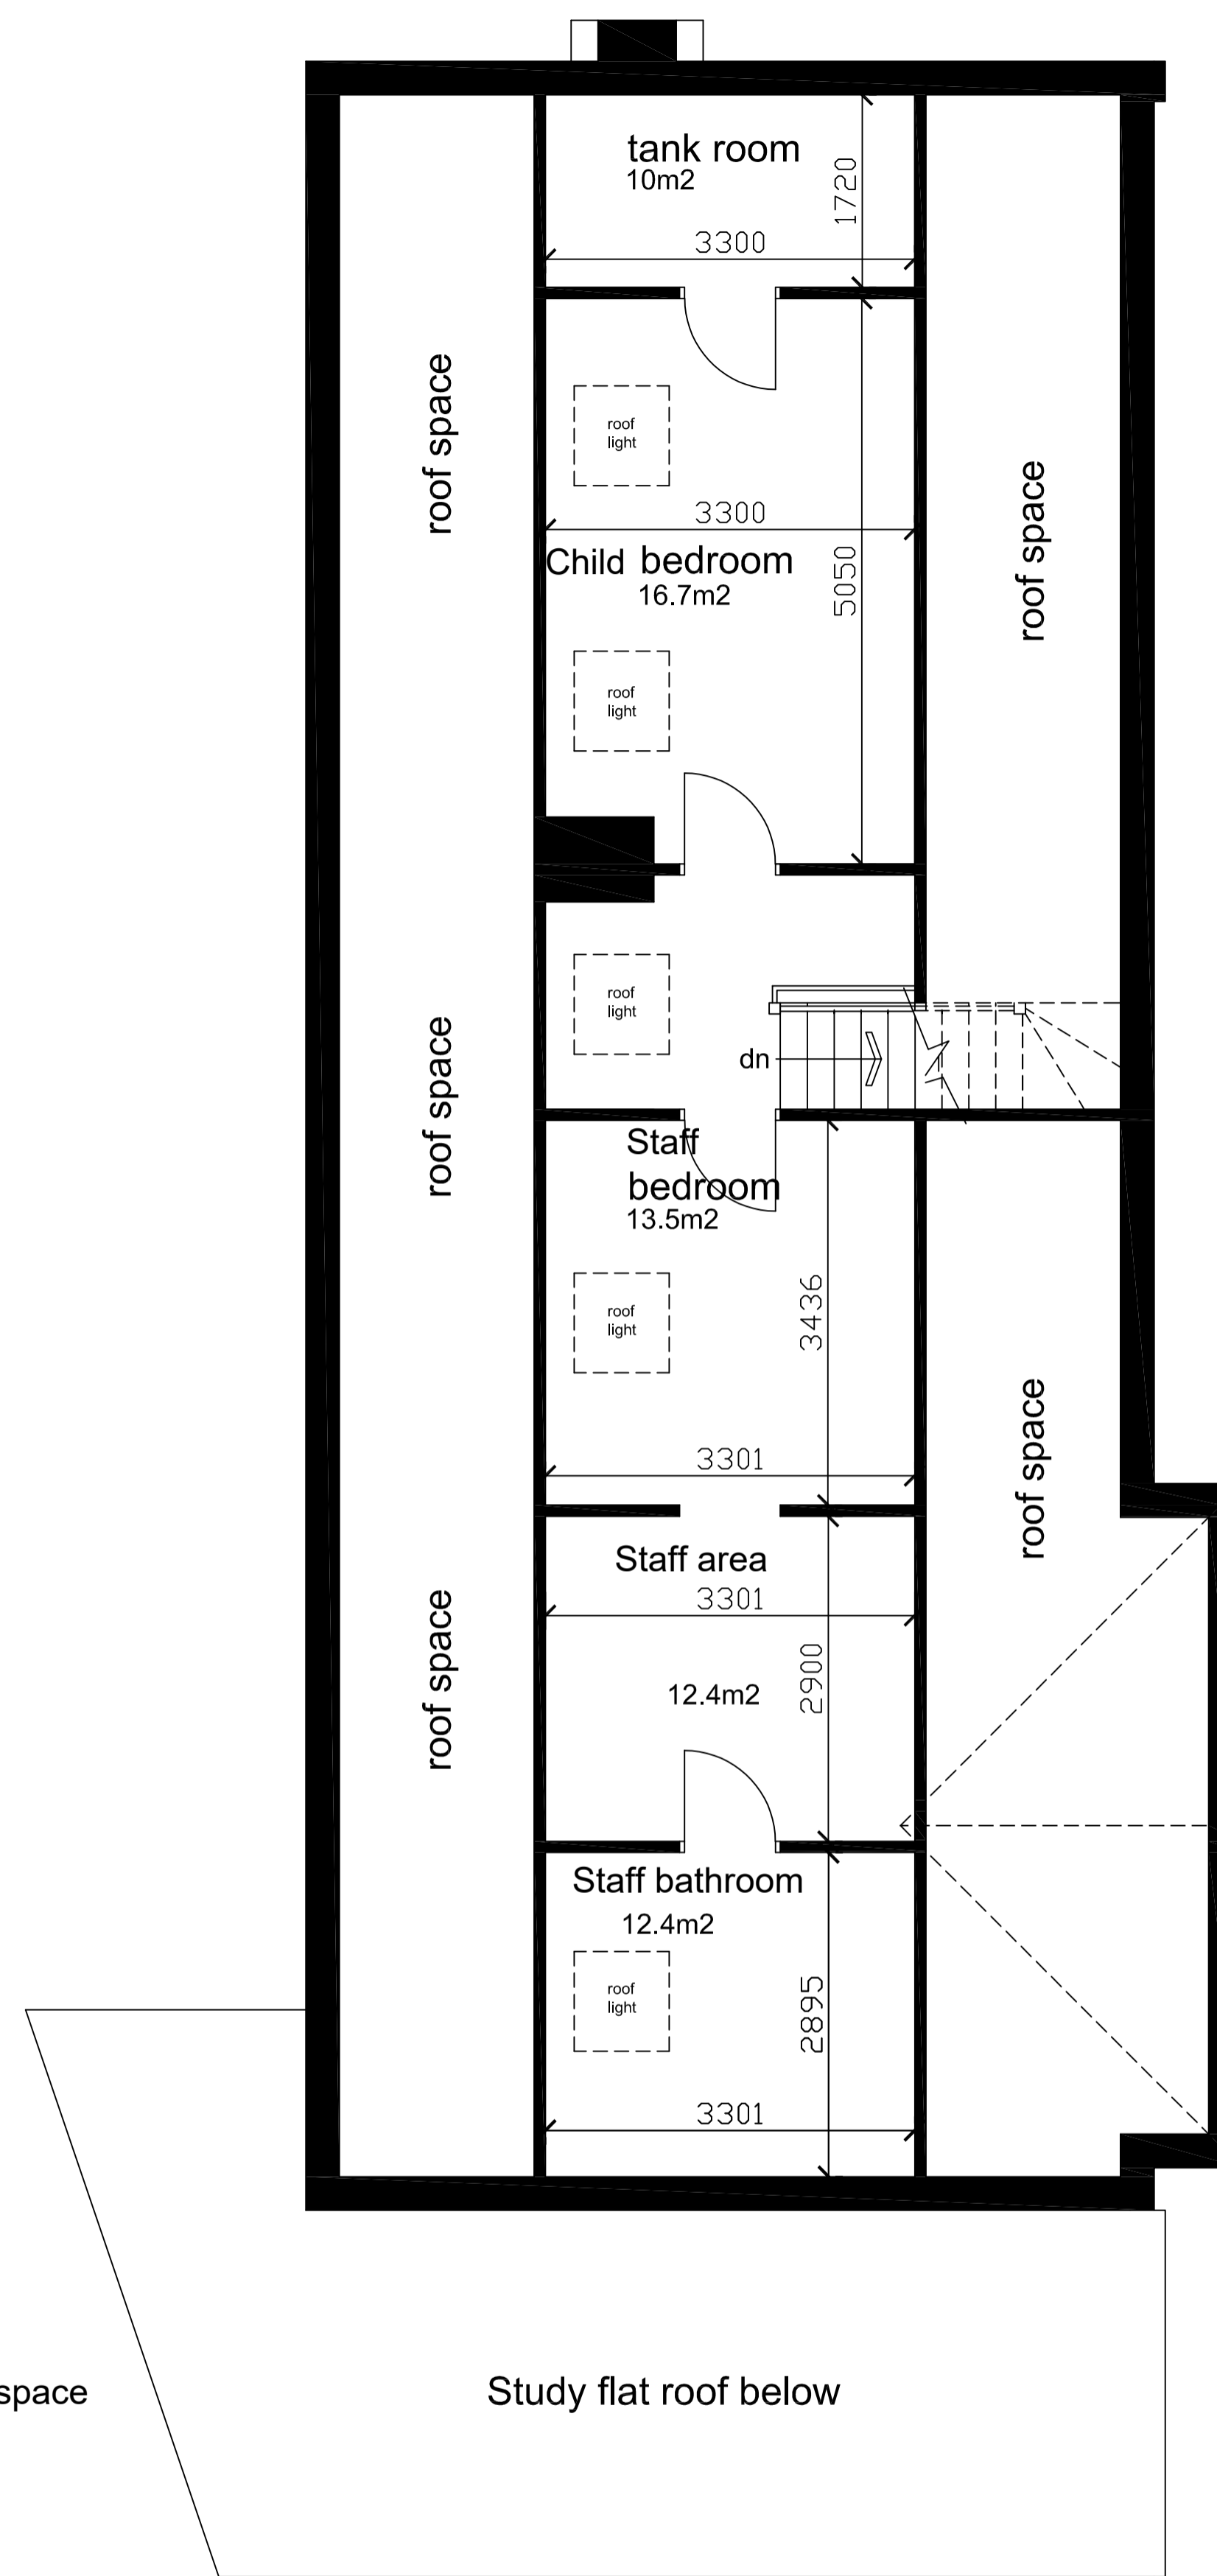 tank room
10m2
1720
3300
roof space
roof
light
roof space
3300
Child bedroom
16.7m2
5050
roof
light
roof
light
dn
roof space
Staff
bedroom
13.5m2
roof
light
3436
3301
roof space
Staff area
3301
2900
12.4m2
roof space
Staff bathroom
12.4m2
roof
light
2895
3301
space
Study flat roof below